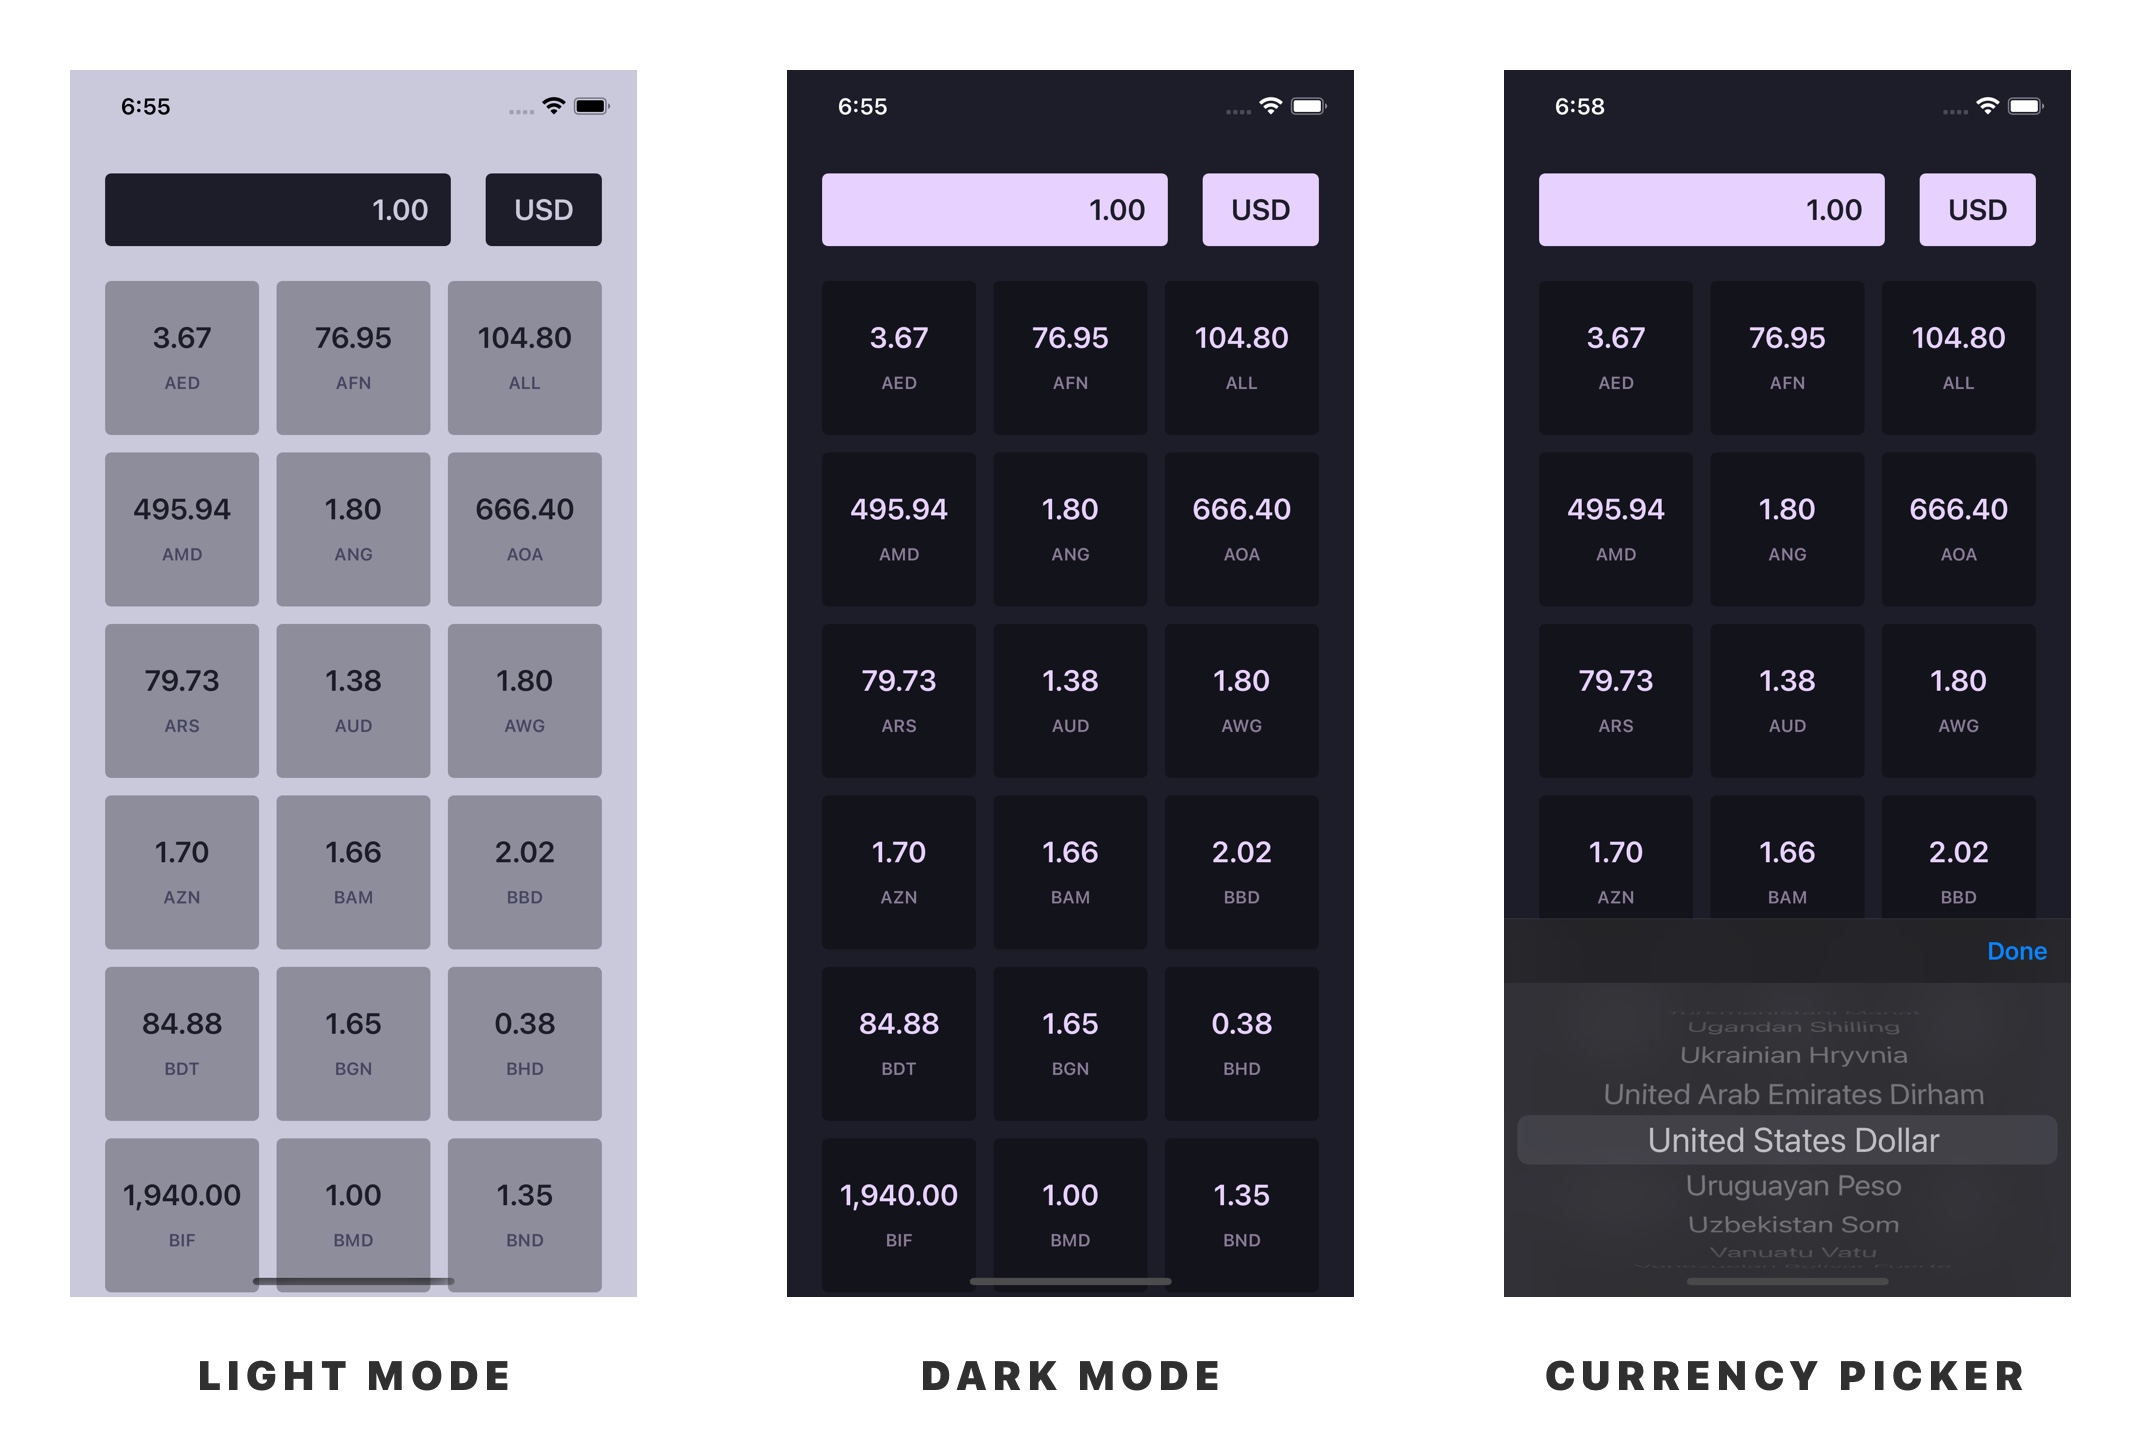 6:55
1.00 USD
3.67 76.95 104.80
AED AFN ALL
495.94 1.80 666.40
AMD ANG AOA
79.73 1.38 1.80
ARS AUD AWG
1.70 1.66 2.02
AZN BAM BBD
84.88 1.65 0.38
BDT BGN BHD
1,940.00 1.00 1.35
BIF BMD BND
LIGHT MODE
6:55
1.00 USD
3.67 76.95 104.80
AED AFN ALL
495.94 1.80 666.40
AMD ANG AOA
79.73 1.38 1.80
ARS AUD AWG
1.70 1.66 2.02
AZN BAM BBD
84.88 1.65 0.38
BDT BGN BHD
1,940.00 1.00 1.35
BIF BMD BND
DARK MODE
6:58
1.00 USD
3.67 76.95 104.80
AED AFN ALL
495.94 1.80 666.40
AMD ANG AOA
79.73 1.38 1.80
ARS AUD AWG
1.70 1.66 2.02
AZN BAM BBD
Done
Ugandan Shilling
Ukrainian Hryvnia
United Arab Emirates Dirham
United States Dollar
Uruguayan Peso
Uzbekistan Som
Vanuatu Vatu
CURRENCY PICKER